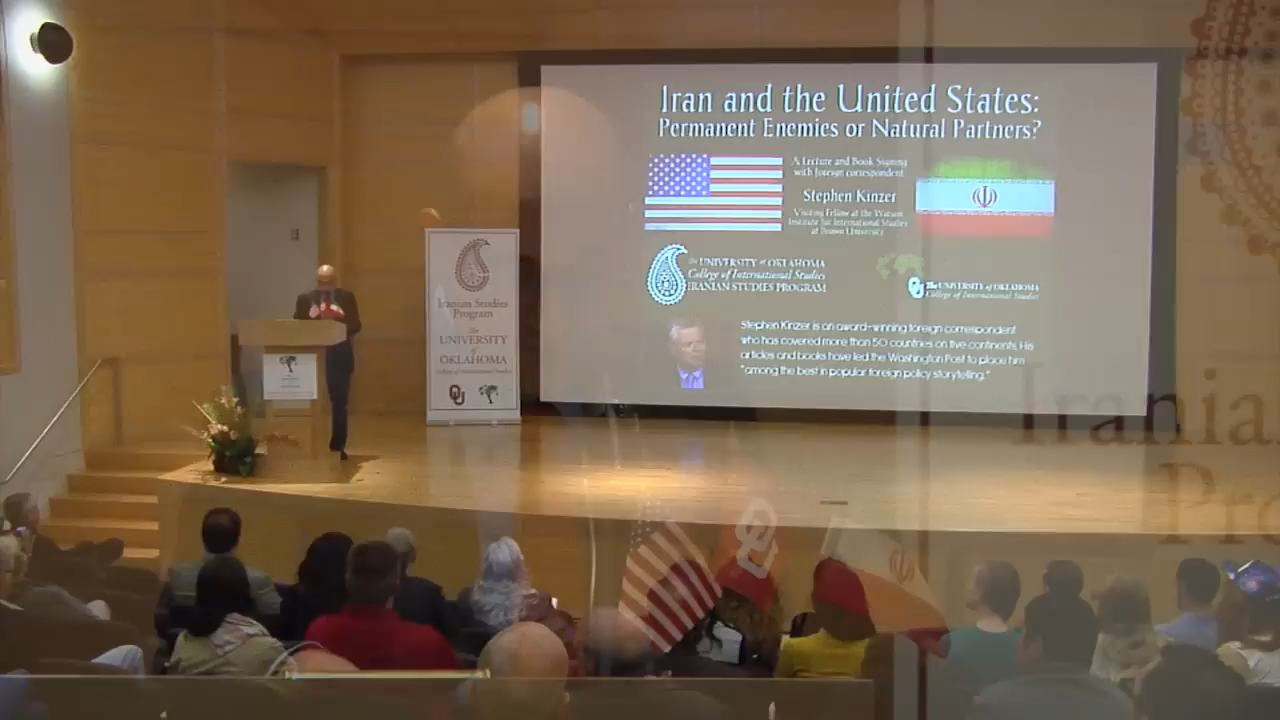 Iran and the United States:
Permanent Enemies or Natural Partners?
A Lecture and Book Signing
with foreign correspondent
Stephen Kinzer
Visiting Fellow at the Watson
Institute for International Studies
at Brown University
The UNIVERSITY of OKLAHOMA
College of International Studies
IRANIAN STUDIES PROGRAM
OU
The UNIVERSITY of OKLAHOMA
College of International Studies
Stephen Kinzer is an award-winning foreign correspondent
who has covered more than 50 countries on five continents. His
articles and books have led the Washington Post to place him
"among the best in popular foreign policy storytelling."
Iranian Studies
Program
The
UNIVERSITY
of
OKLAHOMA
College of International Studies
OU
Irania
Pro
OU